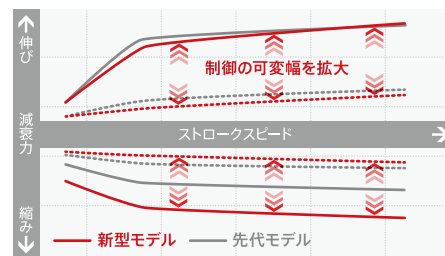 伸び
制御の可変幅を拡大
減衰力
ストロークスピード
縮み
新型モデル
先代モデル